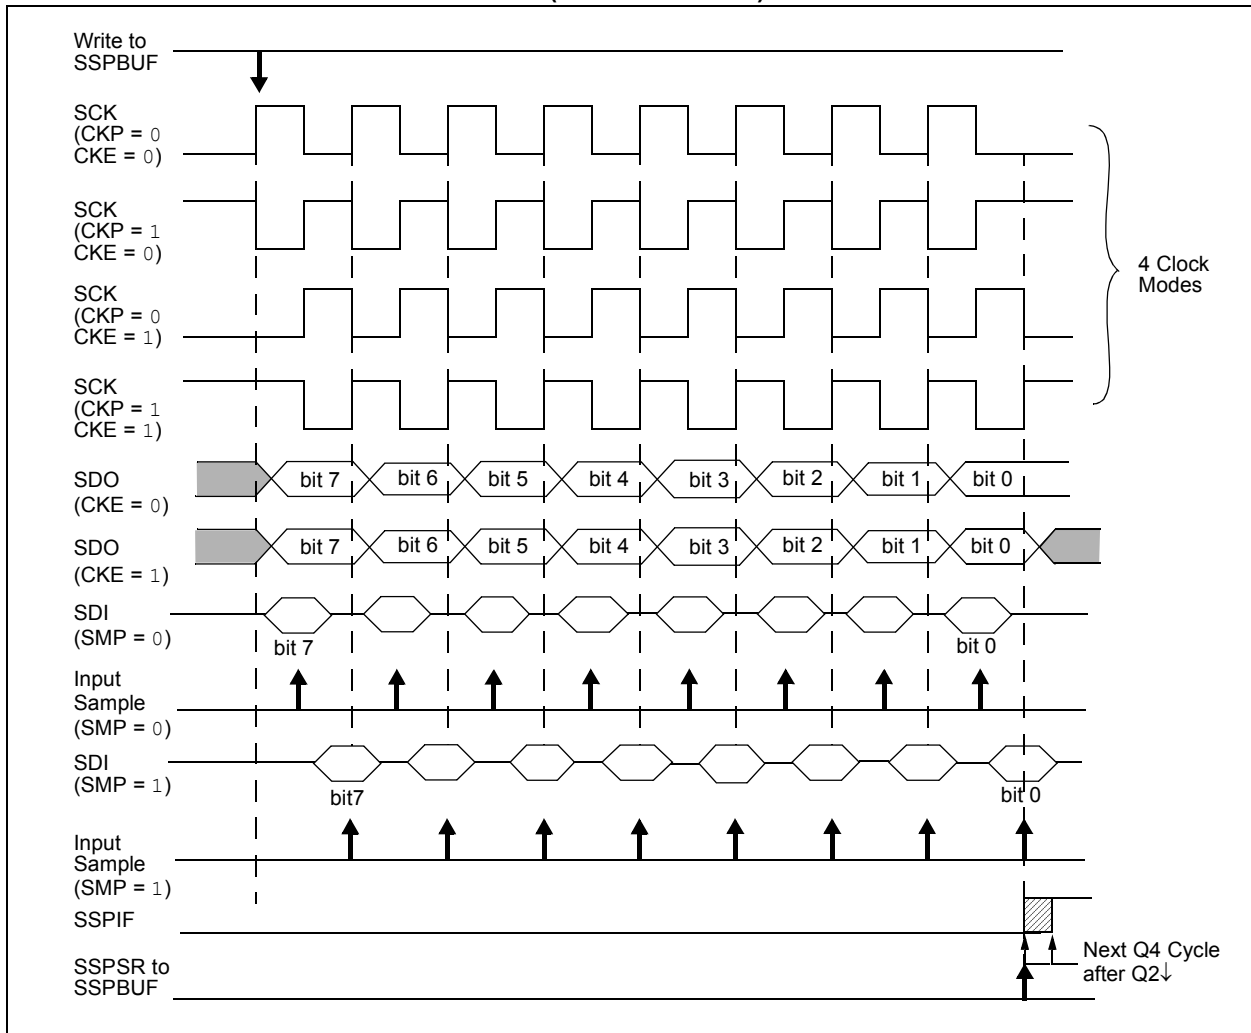 Write to
SSPBUF
SCK
(CKP = 0
CKE = 0)
SCK
(CKP = 1
CKE = 0)
SCK
(CKP = 0
CKE = 1)
SCK
(CKP = 1
CKE = 1)
4 Clock
Modes
SDO
(CKE = 0)
bit 7 bit 6 bit 5 bit 4 bit 3 bit 2 bit 1 bit 0
SDO
(CKE = 1)
bit 7 bit 6 bit 5 bit 4 bit 3 bit 2 bit 1 bit 0
SDI
(SMP = 0)
bit 7 bit 0
Input
Sample
(SMP = 0)
SDI
(SMP = 1)
bit7 bit 0
Input
Sample
(SMP = 1)
SSPIF
SSPSR to
SSPBUF
Next Q4 Cycle
after Q2↓